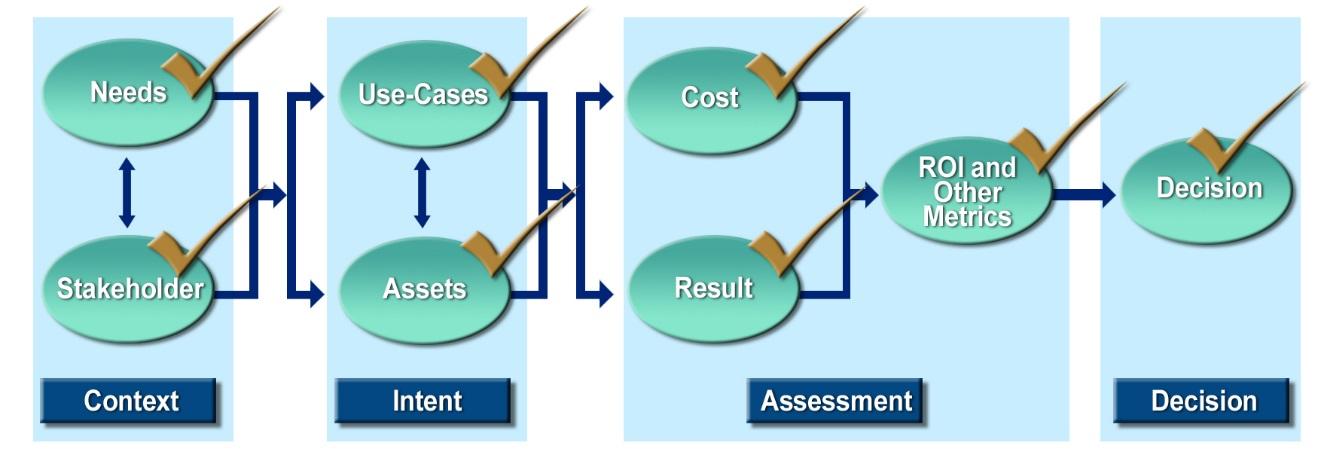 Needs
Stakeholder
Context
Use-Cases
Assets
Intent
Cost
Result
ROI and
Other
Metrics
Assessment
Decision
Decision